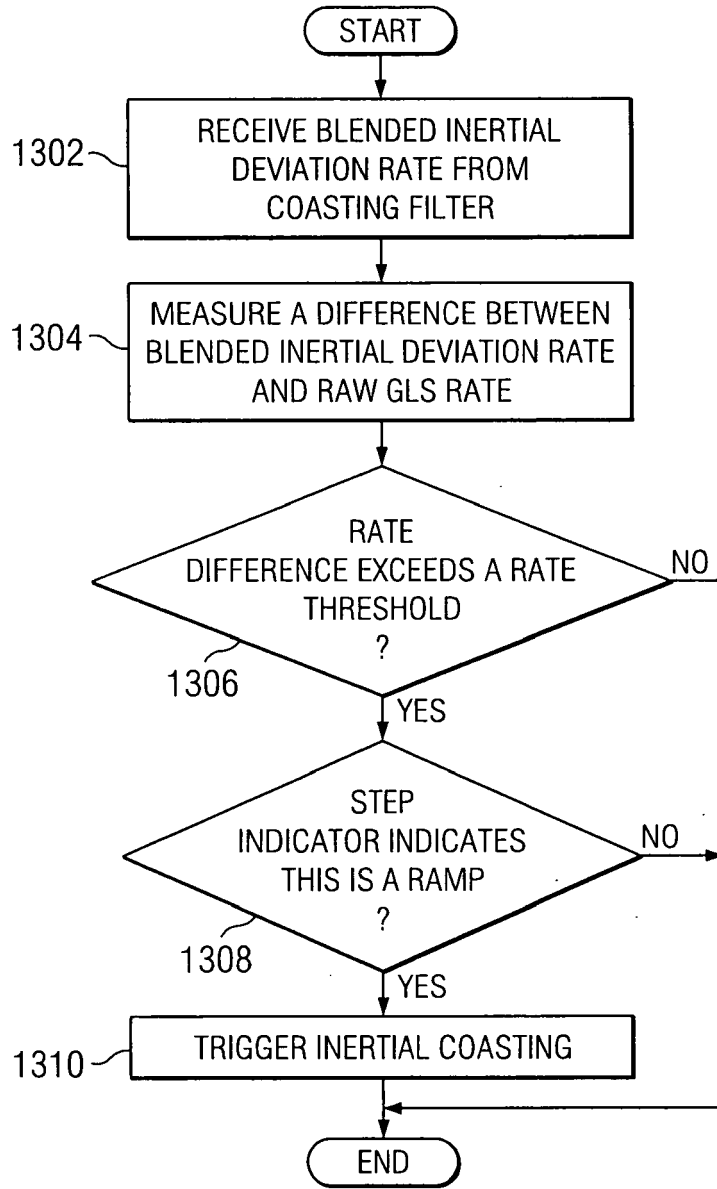 START
1302
RECEIVE BLENDED INERTIAL
DEVIATION RATE FROM
COASTING FILTER
1304
MEASURE A DIFFERENCE BETWEEN
BLENDED INERTIAL DEVIATION RATE
AND RAW GLS RATE
RATE
DIFFERENCE EXCEEDS A RATE
THRESHOLD
?
NO
1306
YES
STEP
INDICATOR INDICATES
THIS IS A RAMP
?
NO
1308
YES
1310
TRIGGER INERTIAL COASTING
END